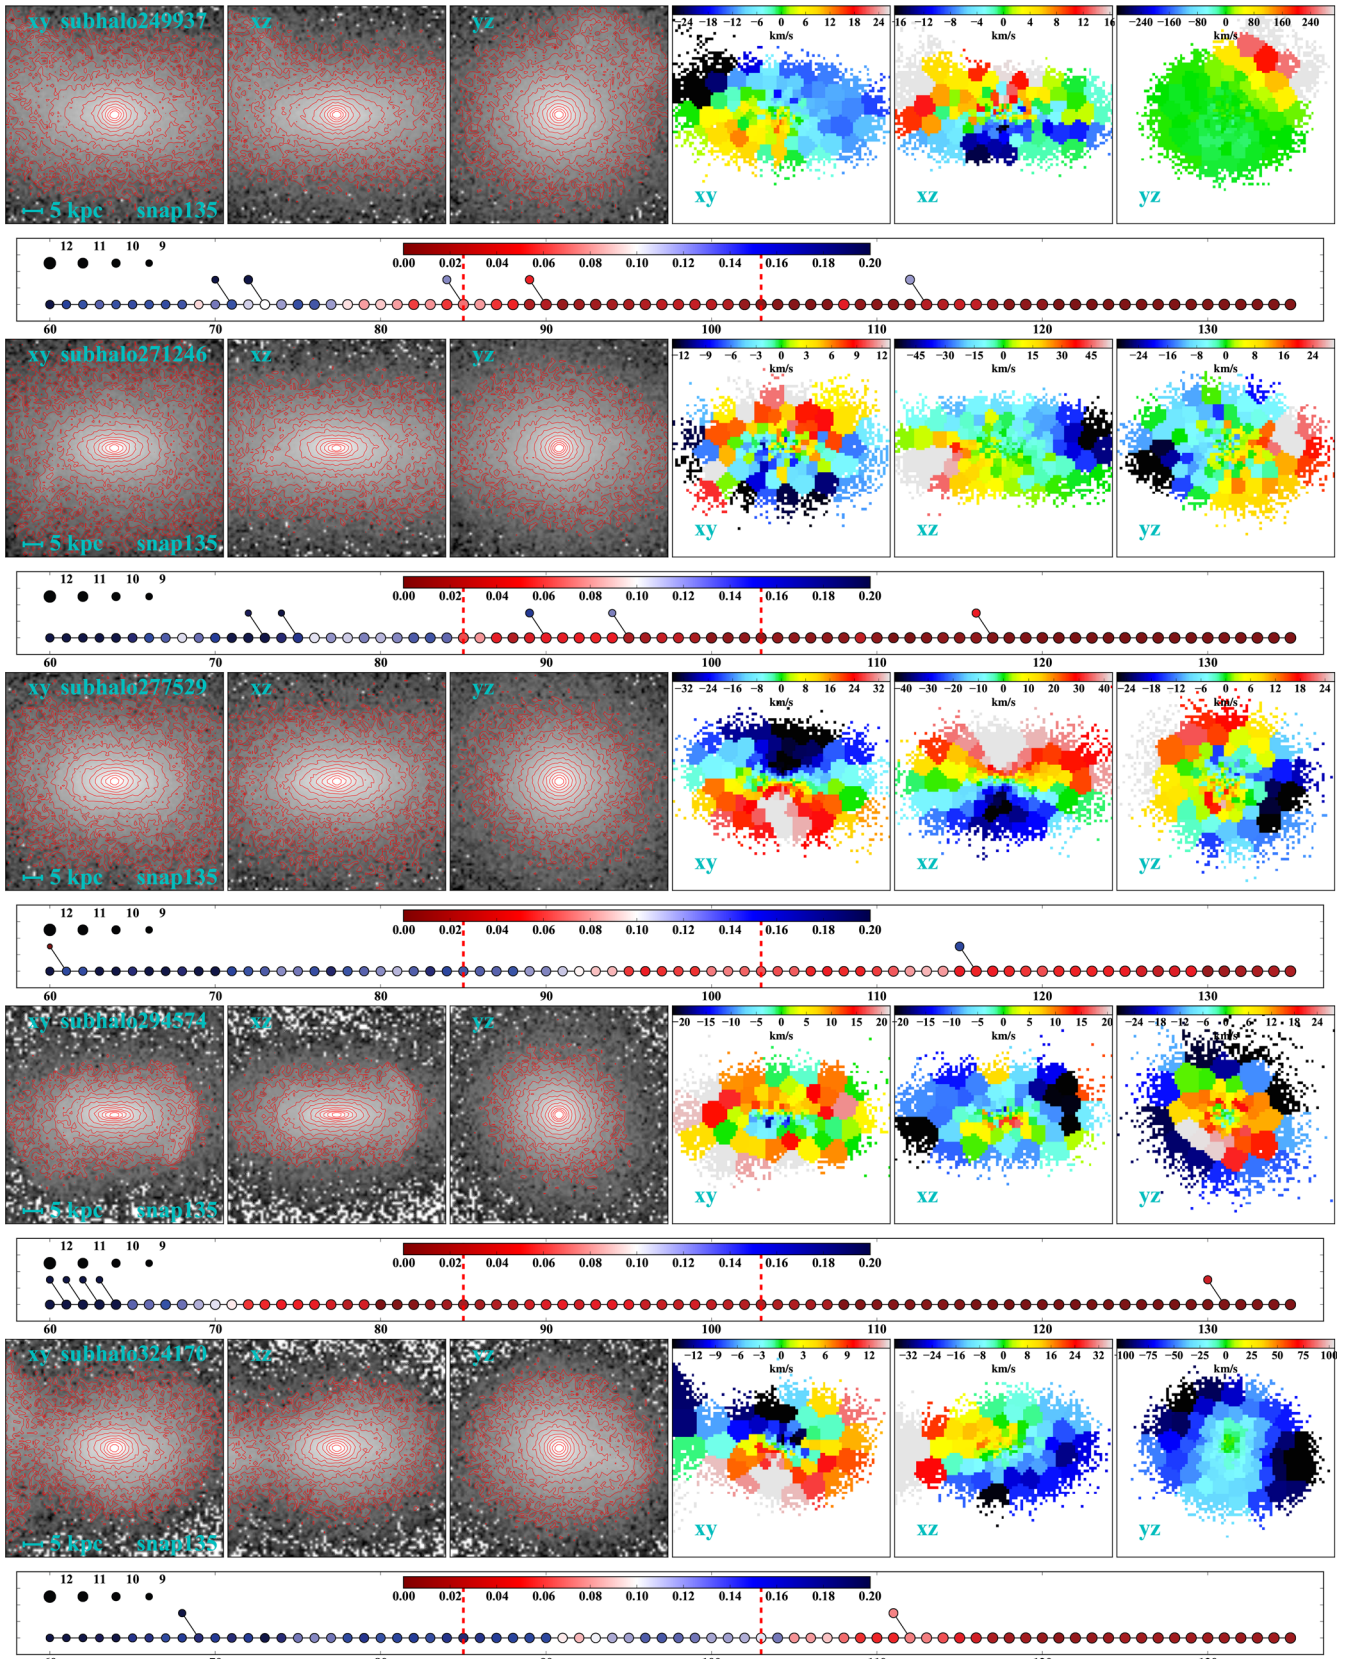 xy subhalo249937 xz yz
−24 −18 −12 −6 0 6 12 18 24
km/s
16 −12 −8 −4 0 4 8 12 16
km/s
−240 −160 −80 0 80 160 240
km/s
5 kpc snap135
xy xz yz
12 11 10 9
0.00 0.02 0.04 0.06 0.08 0.10 0.12 0.14 0.16 0.18 0.20
60 70 80 90 100 110 120 130
xy subhalo271246 xz yz
−12 −9 −6 −3 0 3 6 9 12
km/s
−45 −30 −15 0 15 30 45
km/s
−24 −16 −8 0 8 16 24
km/s
5 kpc snap135
xy xz yz
12 11 10 9
0.00 0.02 0.04 0.06 0.08 0.10 0.12 0.14 0.16 0.18 0.20
60 70 80 90 100 110 120 130
xy subhalo277529 xz yz
−32 −24 −16 −8 0 8 16 24 32
km/s
−40 −30 −20 −10 0 10 20 30 40
km/s
−24 −18 −12 −6 0 6 12 18 24
km/s
5 kpc snap135
xy xz yz
12 11 10 9
0.00 0.02 0.04 0.06 0.08 0.10 0.12 0.14 0.16 0.18 0.20
60 70 80 90 100 110 120 130
xy subhalo294574 xz yz
−20 −15 −10 −5 0 5 10 15 20
km/s
−20 −15 −10 −5 0 5 10 15 20
km/s
−24 −18 −12 −6 0 6 12 18 24
km/s
5 kpc snap135
xy xz yz
12 11 10 9
0.00 0.02 0.04 0.06 0.08 0.10 0.12 0.14 0.16 0.18 0.20
60 70 80 90 100 110 120 130
xy subhalo324170 xz yz
−12 −9 −6 −3 0 3 6 9 12
km/s
−32 −24 −16 −8 0 8 16 24 32
km/s
−100 −75 −50 −25 0 25 50 75 100
km/s
5 kpc snap135
xy xz yz
12 11 10 9
0.00 0.02 0.04 0.06 0.08 0.10 0.12 0.14 0.16 0.18 0.20